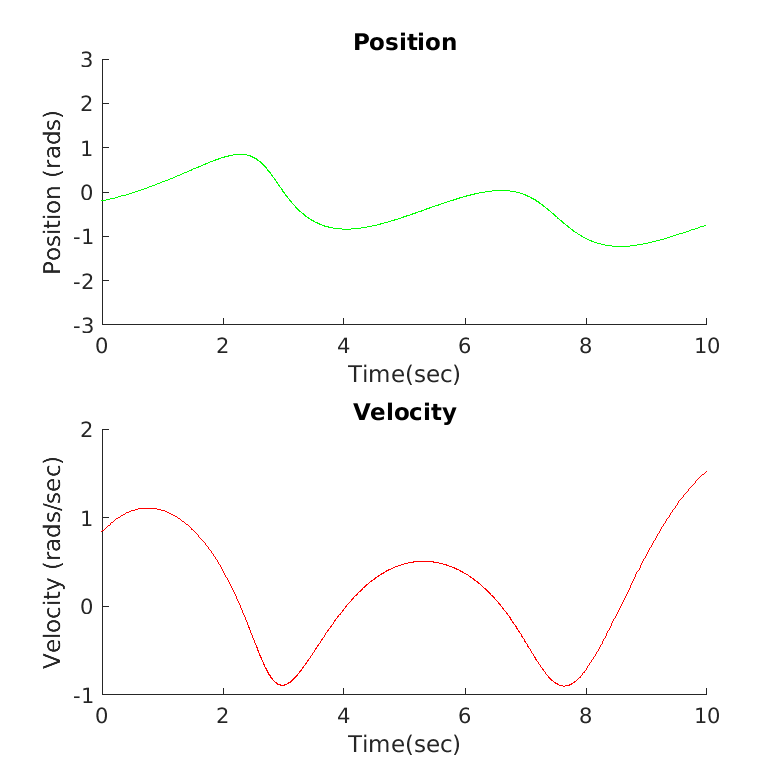 Position
3
2
1
0
-1
-2
-3
Position (rads)
0 2 4 6 8 10
Time(sec)
Velocity
2
1
0
-1
Velocity (rads/sec)
0 2 4 6 8 10
Time(sec)